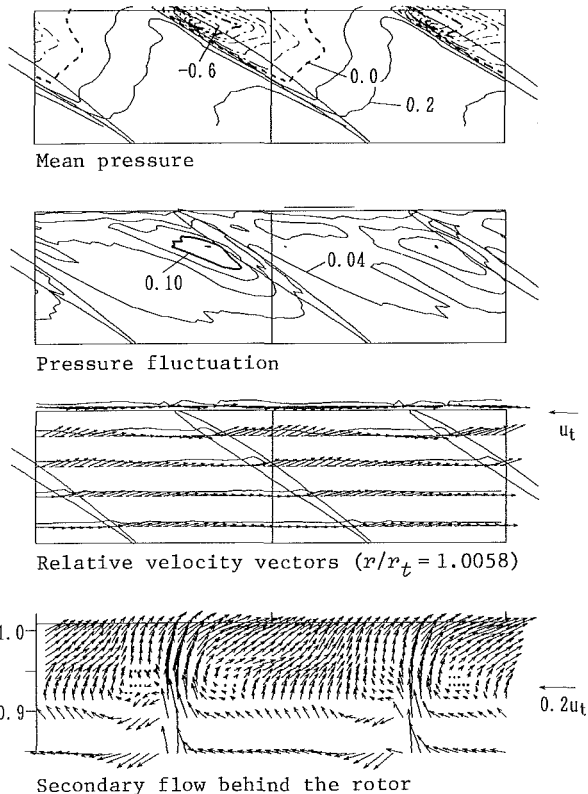 -0.6
0.0
0.2
Mean pressure
0.10
0.04
Pressure fluctuation
u_t
Relative velocity vectors (r/r_t = 1.0058)
1.0
0.9
0.2u_t
Secondary flow behind the rotor